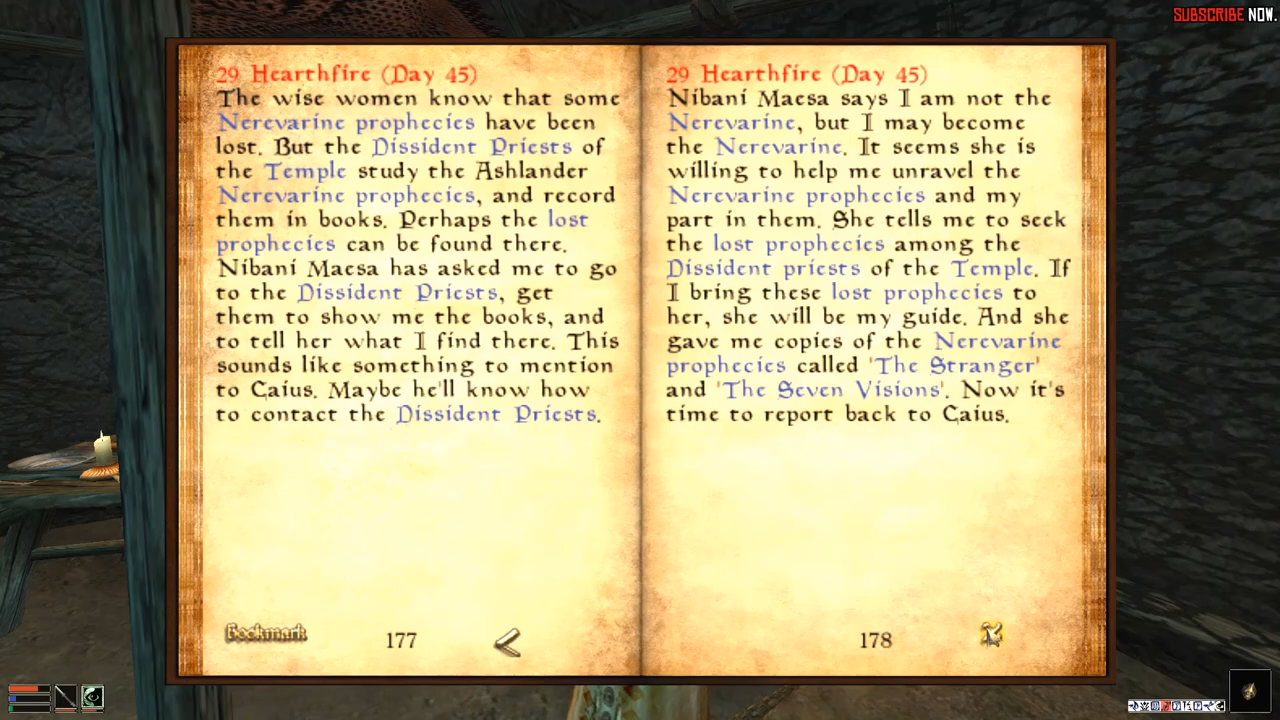 SUBSCRIBE NOW.
29 Hearthfire (Day 45)
The wise women know that some
Nerevarine prophecies have been
lost. But the Dissident Priests of
the Temple study the Ashlander
Nerevarine prophecies, and record
them in books. Perhaps the lost
prophecies can be found there.
Nibani Maesa has asked me to go
to the Dissident Priests, get
them to show me the books, and
to tell her what I find there. This
sounds like something to mention
to Caius. Maybe he'll know how
to contact the Dissident Priests.
Bookmark
177
29 Hearthfire (Day 45)
Nibani Maesa says I am not the
Nerevarine, but I may become
the Nerevarine. It seems she is
willing to help me unravel the
Nerevarine prophecies and my
part in them. She tells me to seek
the lost prophecies among the
Dissident priests of the Temple. If
I bring these lost prophecies to
her, she will be my guide. And she
gave me copies of the Nerevarine
prophecies called 'The Stranger'
and 'The Seven Visions'. Now it's
time to report back to Caius.
178